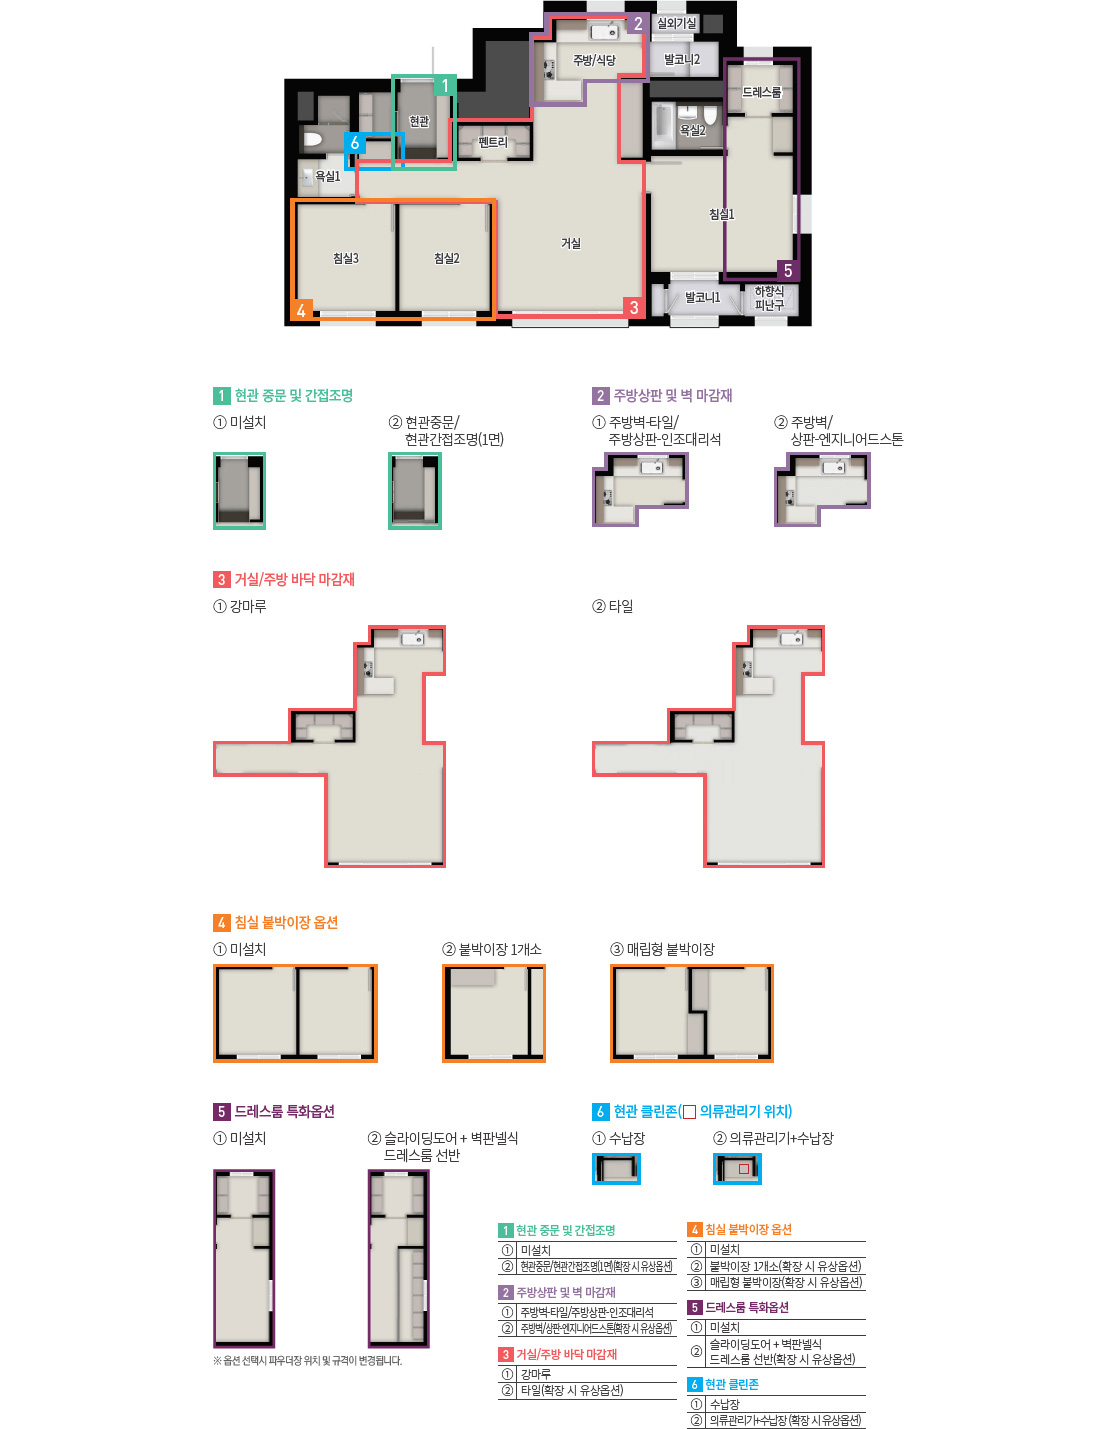 2
실외기실
주방/식당
발코니2
1
드레스룸
현관
욕실2
펜트리
6
욕실1
침실1
거실
침실3
침실2
5
발코니1
하향식
피난구
4
3
1 현관 중문 및 간접조명
① 미설치
② 현관중문/
현관간접조명(1면)
2 주방상판 및 벽 마감재
① 주방벽-타일/
주방상판-인조대리석
② 주방벽/
상판-엔지니어드스톤
3 거실/주방 바닥 마감재
① 강마루
② 타일
4 침실 붙박이장 옵션
① 미설치
② 붙박이장 1개소
③ 매립형 붙박이장
5 드레스룸 특화옵션
① 미설치
② 슬라이딩도어 + 벽판넬식
드레스룸 선반
※ 옵션 선택시 파우더장 위치 및 규격이 변경됩니다.
6 현관 클린존(□ 의류관리기 위치)
① 수납장
② 의류관리기+수납장
1 현관 중문 및 간접조명
① 미설치
② 현관중문/현관간접조명(1면)(확장 시 유상옵션)
2 주방상판 및 벽 마감재
① 주방벽-타일/주방상판-인조대리석
② 주방벽/상판-엔지니어드스톤(확장 시 유상옵션)
3 거실/주방 바닥 마감재
① 강마루
② 타일(확장 시 유상옵션)
4 침실 붙박이장 옵션
① 미설치
② 붙박이장 1개소(확장 시 유상옵션)
③ 매립형 붙박이장(확장 시 유상옵션)
5 드레스룸 특화옵션
① 미설치
② 슬라이딩도어 + 벽판넬식
드레스룸 선반(확장 시 유상옵션)
6 현관 클린존
① 수납장
② 의류관리기+수납장 (확장 시 유상옵션)